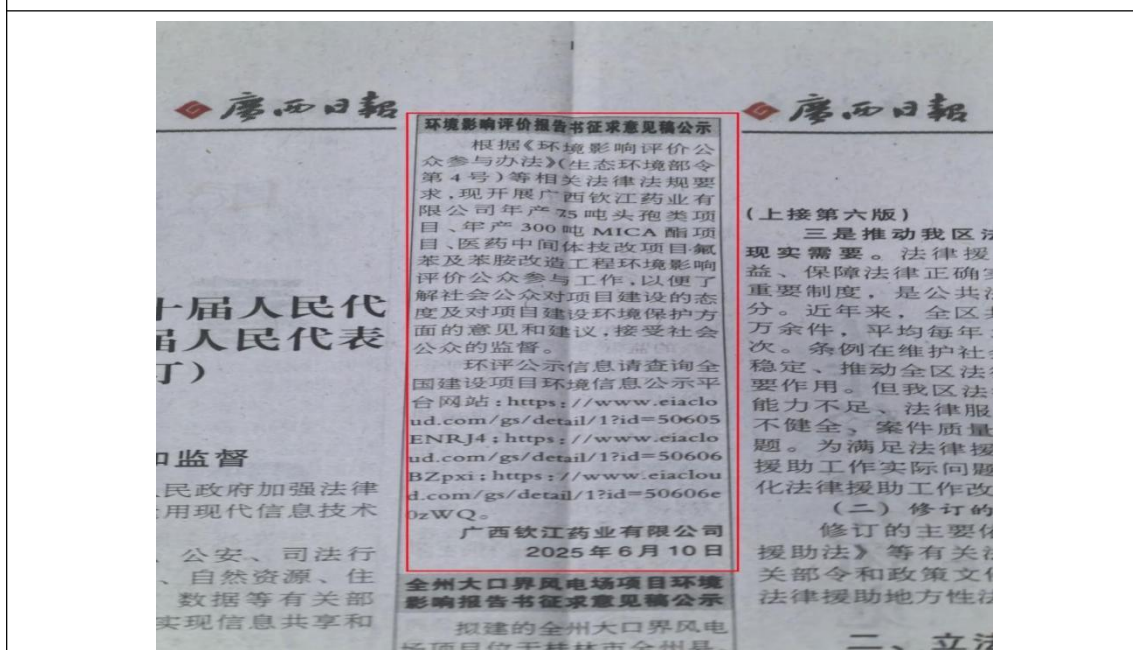 廣西日報
十届人民代
届人民代表
订）
和监督
人民政府加强法律
用现代信息技术
、公安、司法行
、自然资源、住
数据等有关部
实现信息共享和
环境影响评价报告书征求意见稿公示
根据《环境影响评价公
众参与办法》(生态环境部令
第4号)等相关法律法规要
求,现开展广西钦江药业有
限公司年产75吨头孢类项
目、年产300吨MICA酯项
目、医药中间体技改项目-氟
苯及苯胺改造工程环境影响
评价公众参与工作,以便了
解社会公众对项目建设的态
度及对项目建设环境保护方
面的意见和建议,接受社会
公众的监督。
环评公示信息请查询全
国建设项目环境信息公示平
台网站:https://www.eiaclo
ud.com/gs/detail/1?id=50605
ENRJ4;https://www.eiaclo
ud.com/gs/detail/1?id=50606
BZpxi;https://www.eiaclou
d.com/gs/detail/1?id=50606e
0zWQ。
广西钦江药业有限公司
2025年6月10日
全州大口界风电场项目环境
影响报告书征求意见稿公示
拟建的全州大口界风电
场项目位于桂林市全州县
廣西日報
(上接第六版)
三是推动我区法
现实需要。法律援
益、保障法律正确实
重要制度，是公共法
分。近年来，全区共
万余件，平均每年
次。条例在维护社会
稳定、推动全区法
要作用。但我区法
能力不足、法律服
不健全、案件质量
题。为满足法律援
援助工作实际问题
化法律援助工作改
(二)修订的
修订的主要依
援助法》等有关法
关部令和政策文件
法律援助地方性法
二、立法